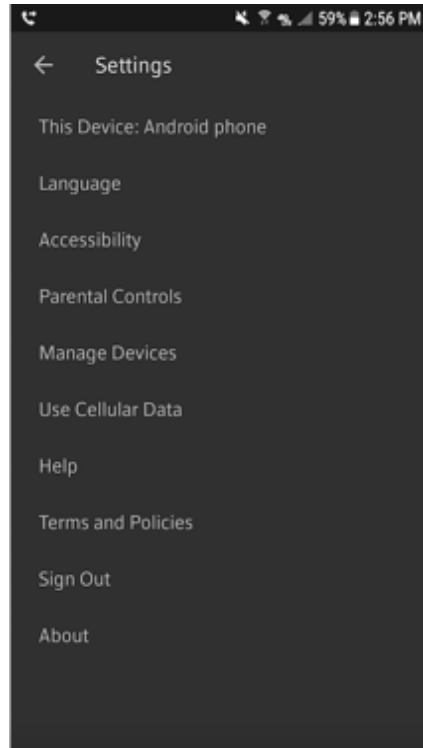 59% 2:56 PM
Settings
This Device: Android phone
Language
Accessibility
Parental Controls
Manage Devices
Use Cellular Data
Help
Terms and Policies
Sign Out
About